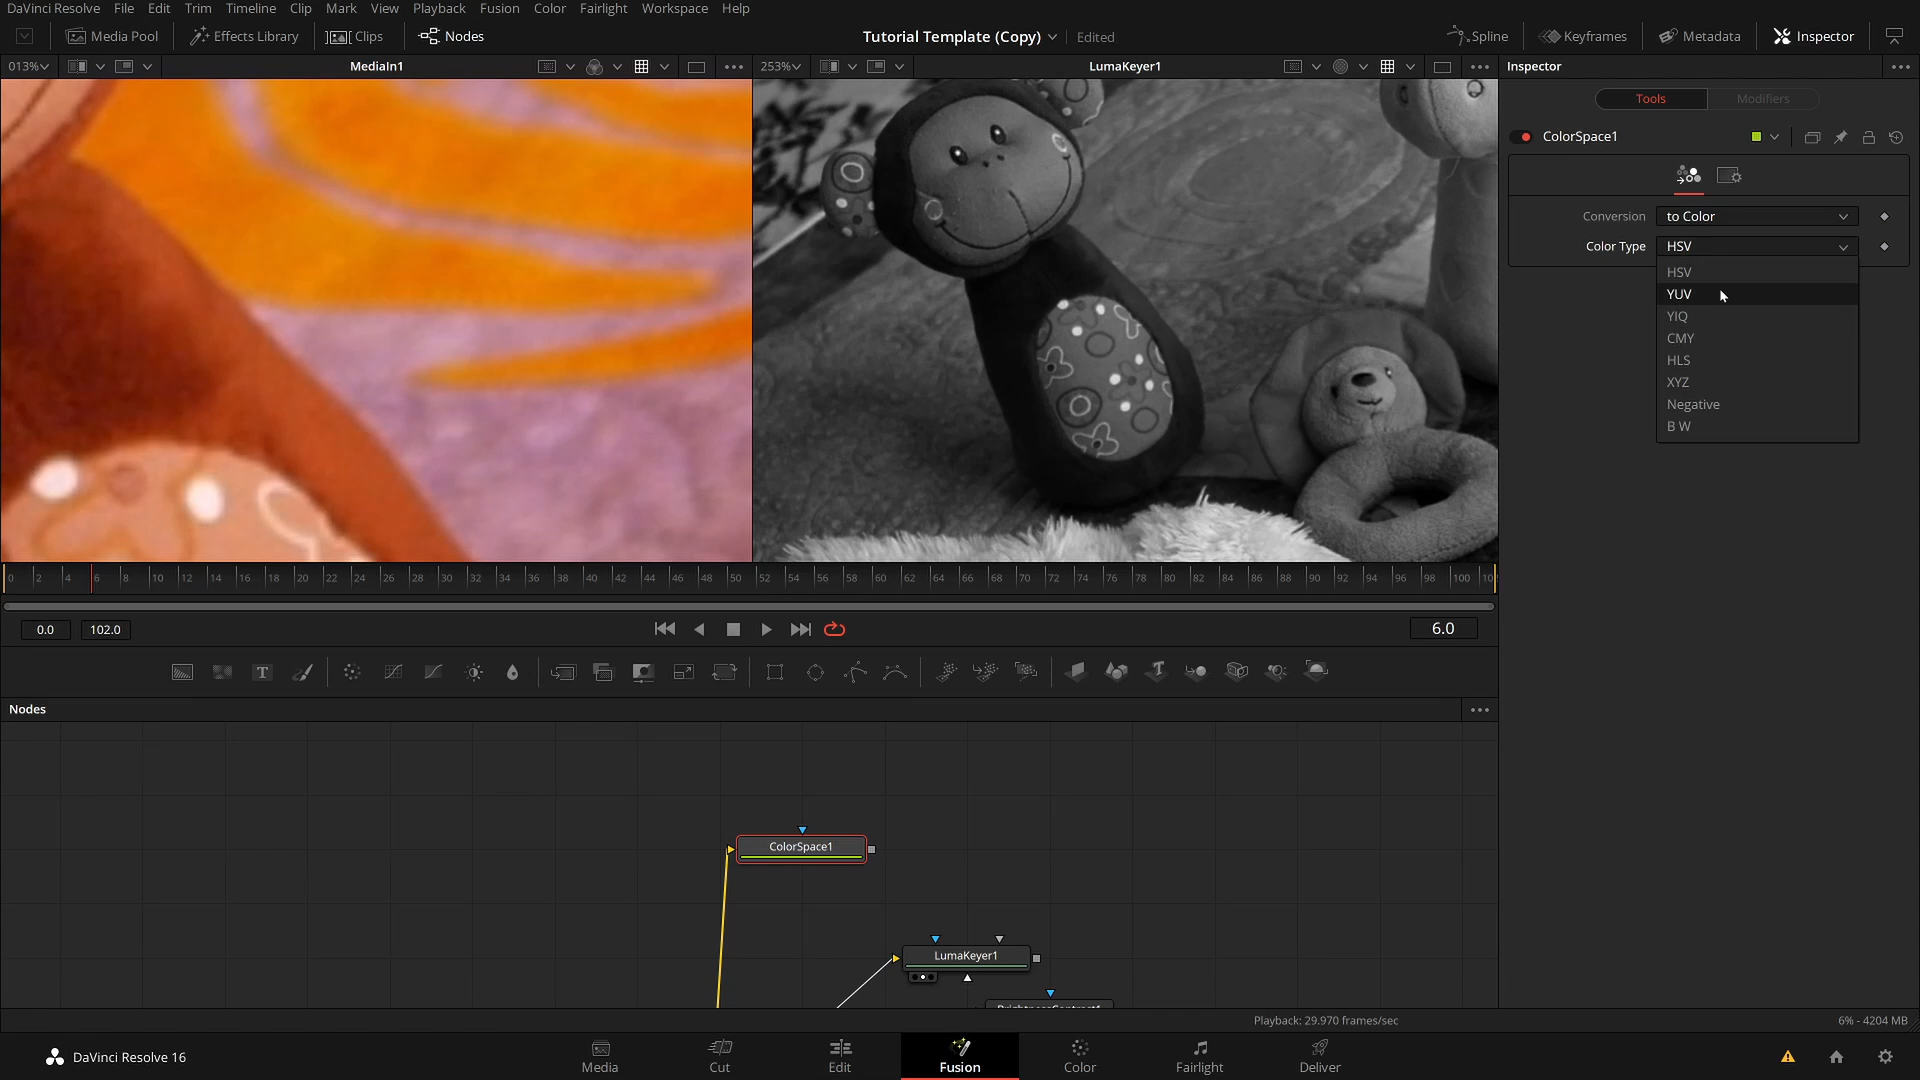 DaVinci Resolve File Edit Trim Timeline Clip Mark View Playback Fusion Color Fairlight Workspace Help
Media Pool Effects Library Clips Nodes Tutorial Template (Copy) Edited Spline Keyframes Metadata Inspector
013% MediaIn1 253% LumaKeyer1 Inspector
Tools Modifiers
ColorSpace1
Conversion to Color
Color Type HSV
HSV
YUV
YIQ
CMY
HLS
XYZ
Negative
B W
0 2 4 6 8 10 12 14 16 18 20 22 24 26 28 30 32 34 36 38 40 42 44 46 48 50 52 54 56 58 60 62 64 66 68 70 72 74 76 78 80 82 84 86 88 90 92 94 96 98 100
0.0 102.0 6.0
Nodes
ColorSpace1
LumaKeyer1
Playback: 29.970 frames/sec 6% - 4204 MB
DaVinci Resolve 16 Media Cut Edit Fusion Color Fairlight Deliver